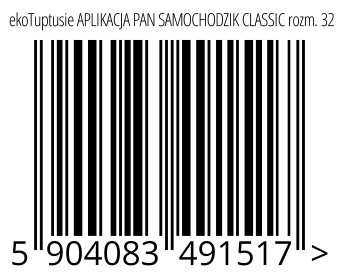 ekoTuptusie APLIKACJA PAN SAMOCHODZIK CLASSIC rozm. 32
5 904083 491517 >